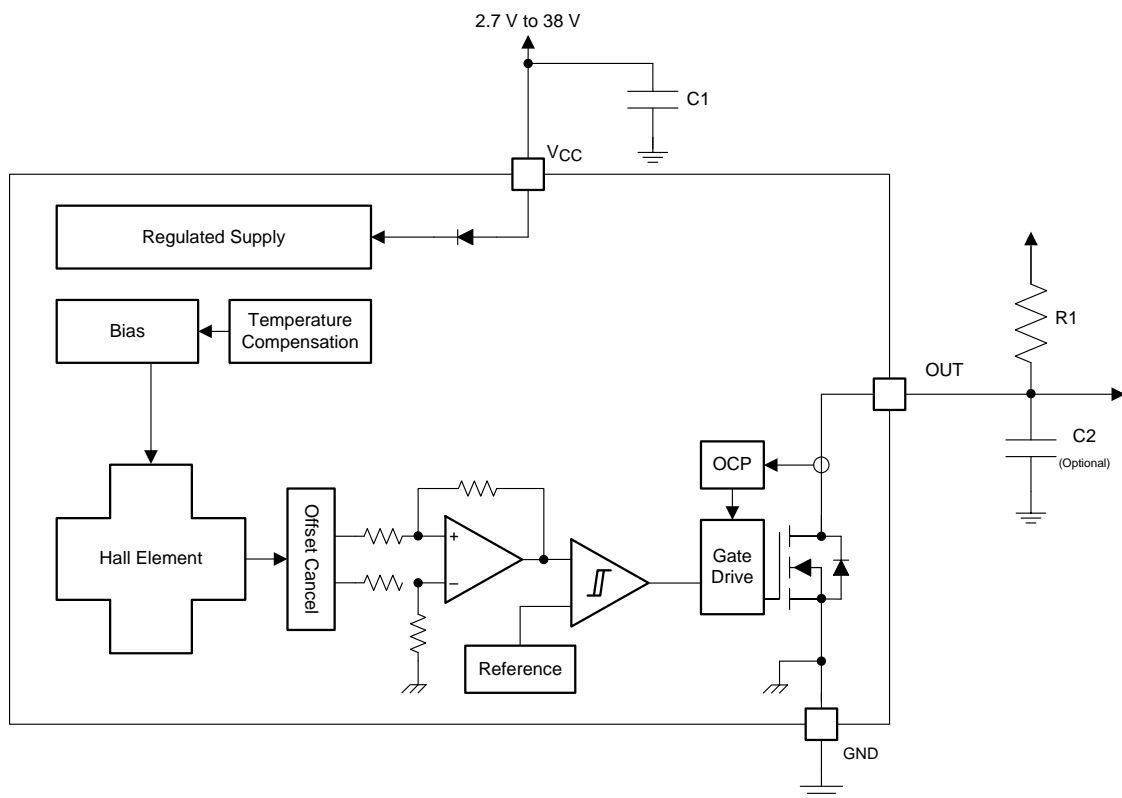 2.7 V to 38 V
C1
VCC
Regulated Supply
Bias
Temperature
Compensation
R1
OUT
C2
(Optional)
OCP
Hall Element
Offset Cancel
+
–
Gate
Drive
Reference
GND